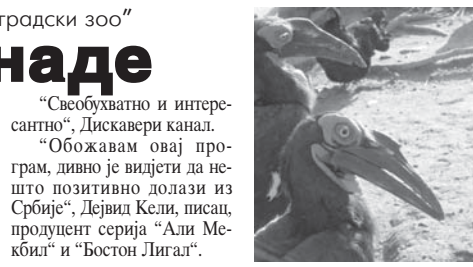 градски зоо”
наде
“Свеобухватно и интере-
сантно“, Дискавери канал.
“Обожавам овај про-
грам, дивно је видјети да не-
што позитивно долази из
Србије“, Дејвид Кели, писац,
продуцент серија “Али Ме-
кбил“ и “Бостон Лигал“.